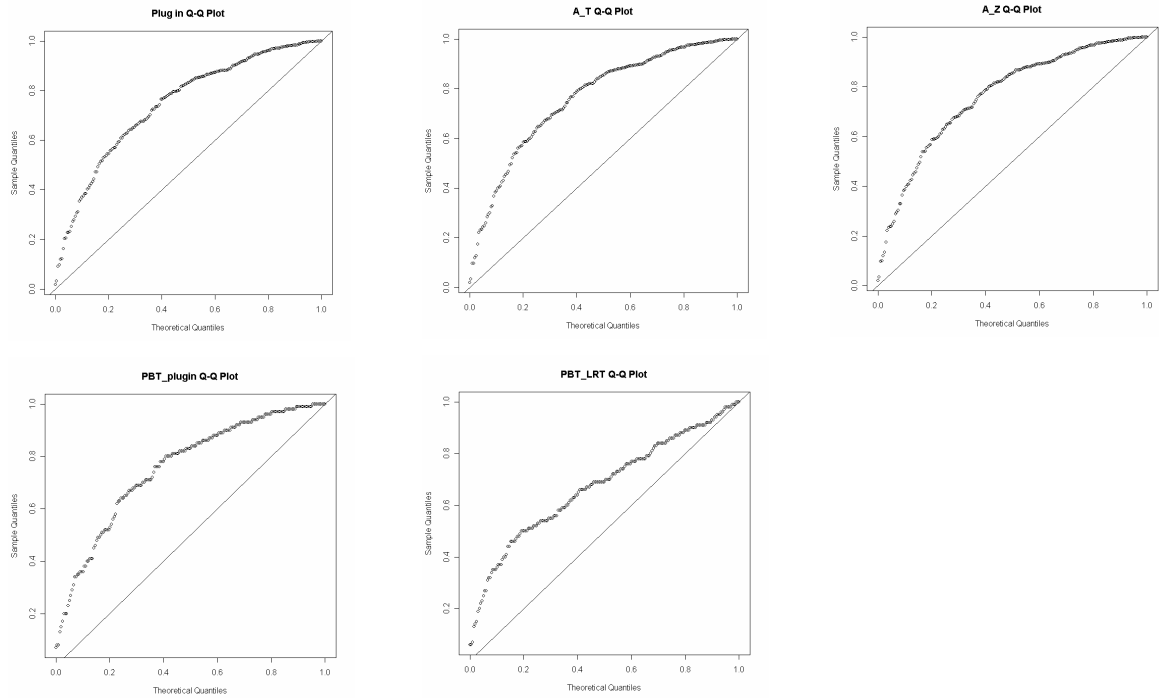 Plug in Q-Q Plot
Sample Quantiles
1.0
0.8
0.6
0.4
0.2
0.0
0.0 0.2 0.4 0.6 0.8 1.0
Theoretical Quantiles
A_T Q-Q Plot
Sample Quantiles
1.0
0.8
0.6
0.4
0.2
0.0
0.0 0.2 0.4 0.6 0.8 1.0
Theoretical Quantiles
A_Z Q-Q Plot
Sample Quantiles
1.0
0.8
0.6
0.4
0.2
0.0
0.0 0.2 0.4 0.6 0.8 1.0
Theoretical Quantiles
PBT_plugin Q-Q Plot
Sample Quantiles
1.0
0.8
0.6
0.4
0.2
0.0 0.2 0.4 0.6 0.8 1.0
Theoretical Quantiles
PBT_LRT Q-Q Plot
Sample Quantiles
1.0
0.8
0.6
0.4
0.2
0.0 0.2 0.4 0.6 0.8 1.0
Theoretical Quantiles